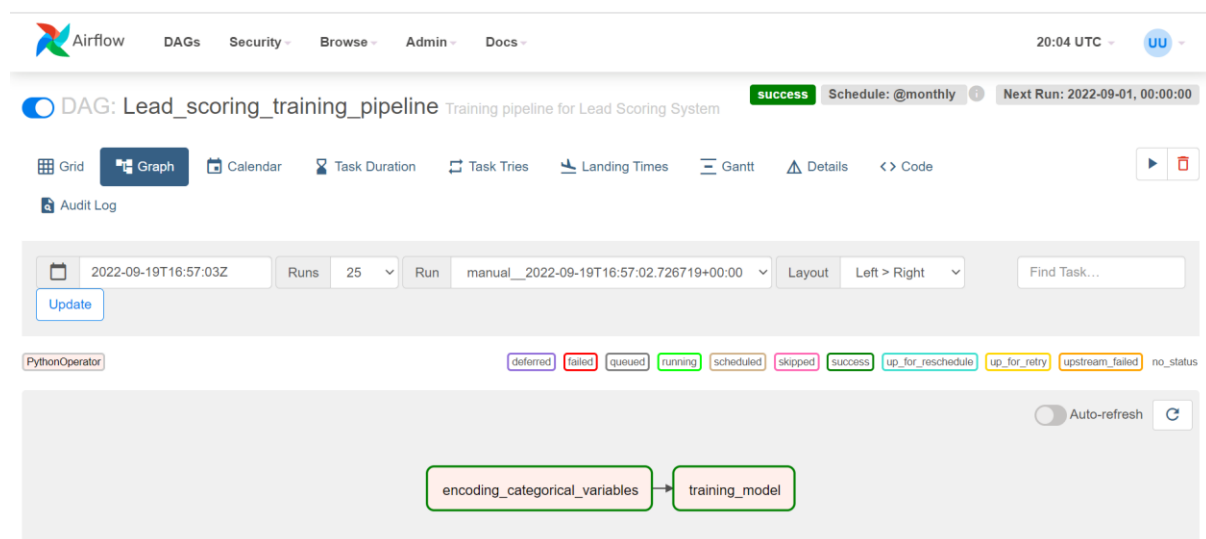 Airflow DAGs Security Browse Admin Docs 20:04 UTC UU
DAG: Lead_scoring_training_pipeline Training pipeline for Lead Scoring System success Schedule: @monthly i Next Run: 2022-09-01, 00:00:00
Grid Graph Calendar Task Duration Task Tries Landing Times Gantt Details <> Code
Audit Log
2022-09-19T16:57:03Z Runs 25 Run manual__2022-09-19T16:57:02.726719+00:00 Layout Left > Right Find Task...
Update
PythonOperator deferred failed queued running scheduled skipped success up_for_reschedule up_for_retry upstream_failed no_status
Auto-refresh
encoding_categorical_variables training_model